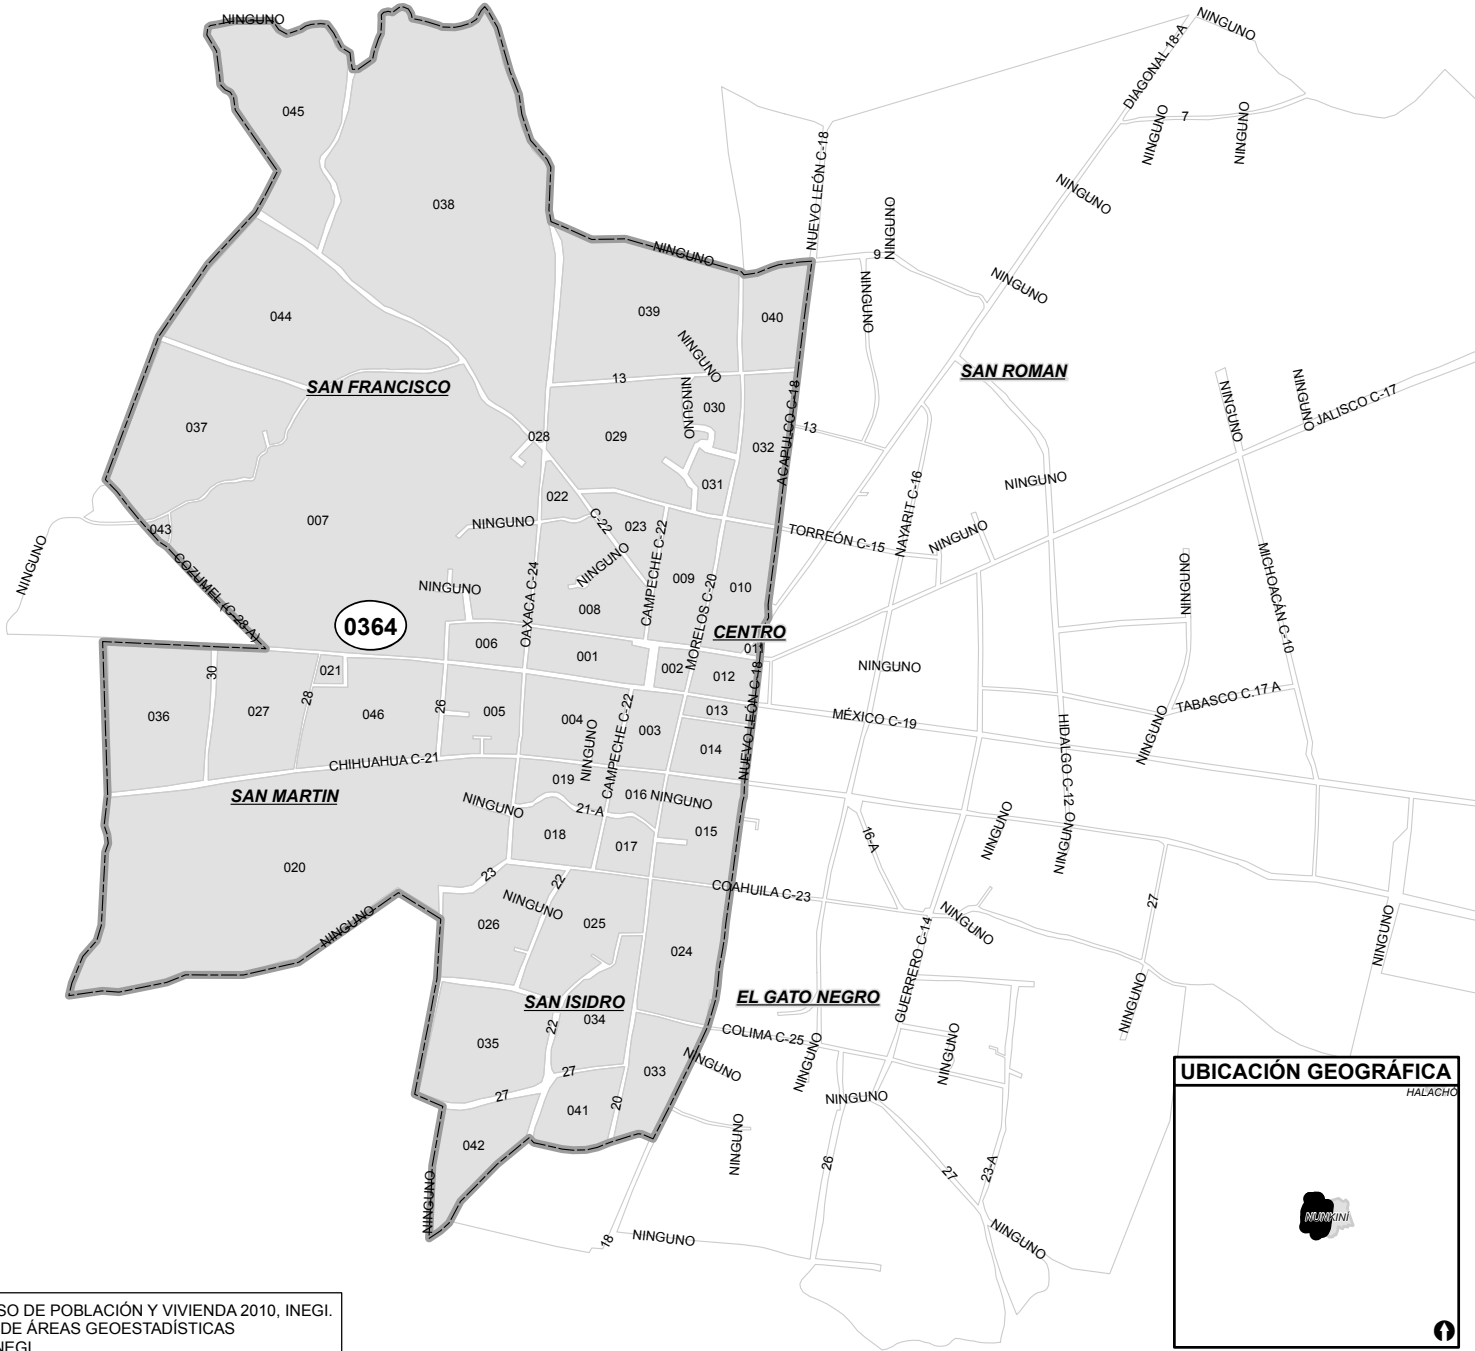 NINGUNO
NINGUNO
DIAGONAL 18-A
045
7
NINGUNO
NINGUNO
NUEVO LEÓN C-18
038
NINGUNO
NINGUNO
NINGUNO
9
NINGUNO
NINGUNO
039
040
044
NINGUNO
SAN FRANCISCO
SAN ROMAN
13
NINGUNO
030
ACAPULCO C-18
NINGUNO
NINGUNO
JALISCO C-17
037
028
029
032
13
NINGUNO
031
022
NAYARIT C-16
007
043
NINGUNO
C-22
023
TORREÓN C-15
NINGUNO
NINGUNO
COZUMEL (C-28-A)
NINGUNO
OAXACA C-24
NINGUNO
CAMPECHE C-22
009
MORELOS C-20
010
NINGUNO
MICHOACÁN C-10
008
0364
CENTRO
006
001
002
011
012
NINGUNO
30
021
28
036
027
046
26
005
004
NINGUNO
CAMPECHE C-22
003
013
NUEVO LEÓN C-18
MÉXICO C-19
HIDALGO C-12
NINGUNO
TABASCO C.17 A
014
CHIHUAHUA C-21
SAN MARTIN
NINGUNO
019
21-A
016
NINGUNO
018
017
015
16-A
NINGUNO
NINGUNO
020
23
22
COAHUILA C-23
27
NINGUNO
NINGUNO
026
025
024
GUERRERO C-14
NINGUNO
NINGUNO
SAN ISIDRO
EL GATO NEGRO
22
034
035
COLIMA C-25
NINGUNO
NINGUNO
NINGUNO
NINGUNO
27
27
033
041
20
NINGUNO
042
NINGUNO
NINGUNO
26
27
23-A
18
NINGUNO
NINGUNO
UBICACIÓN GEOGRÁFICA
HALACHÓ
NUNKINÍ
SO DE POBLACIÓN Y VIVIENDA 2010, INEGI.
DE ÁREAS GEOESTADÍSTICAS
NEGI